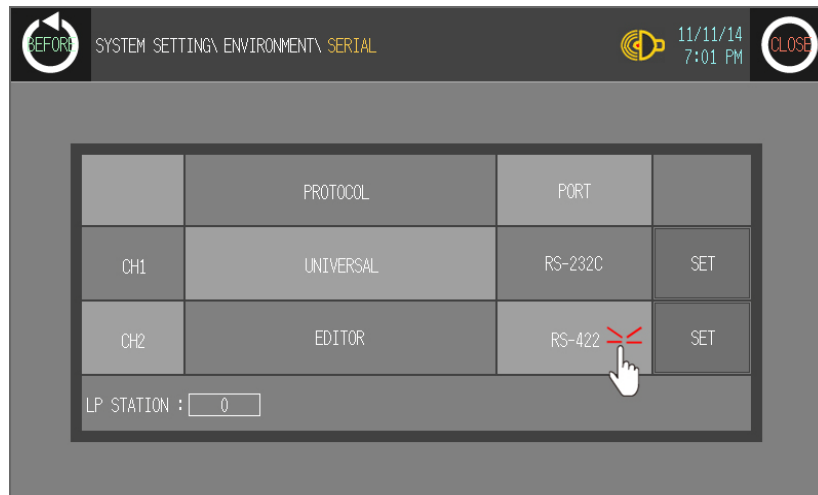 BEFORE SYSTEM SETTING\ ENVIRONMENT\ SERIAL 11/11/14 CLOSE
7:01 PM
PROTOCOL PORT
CH1 UNIVERSAL RS-232C SET
CH2 EDITOR RS-422 SET
LP STATION : 0